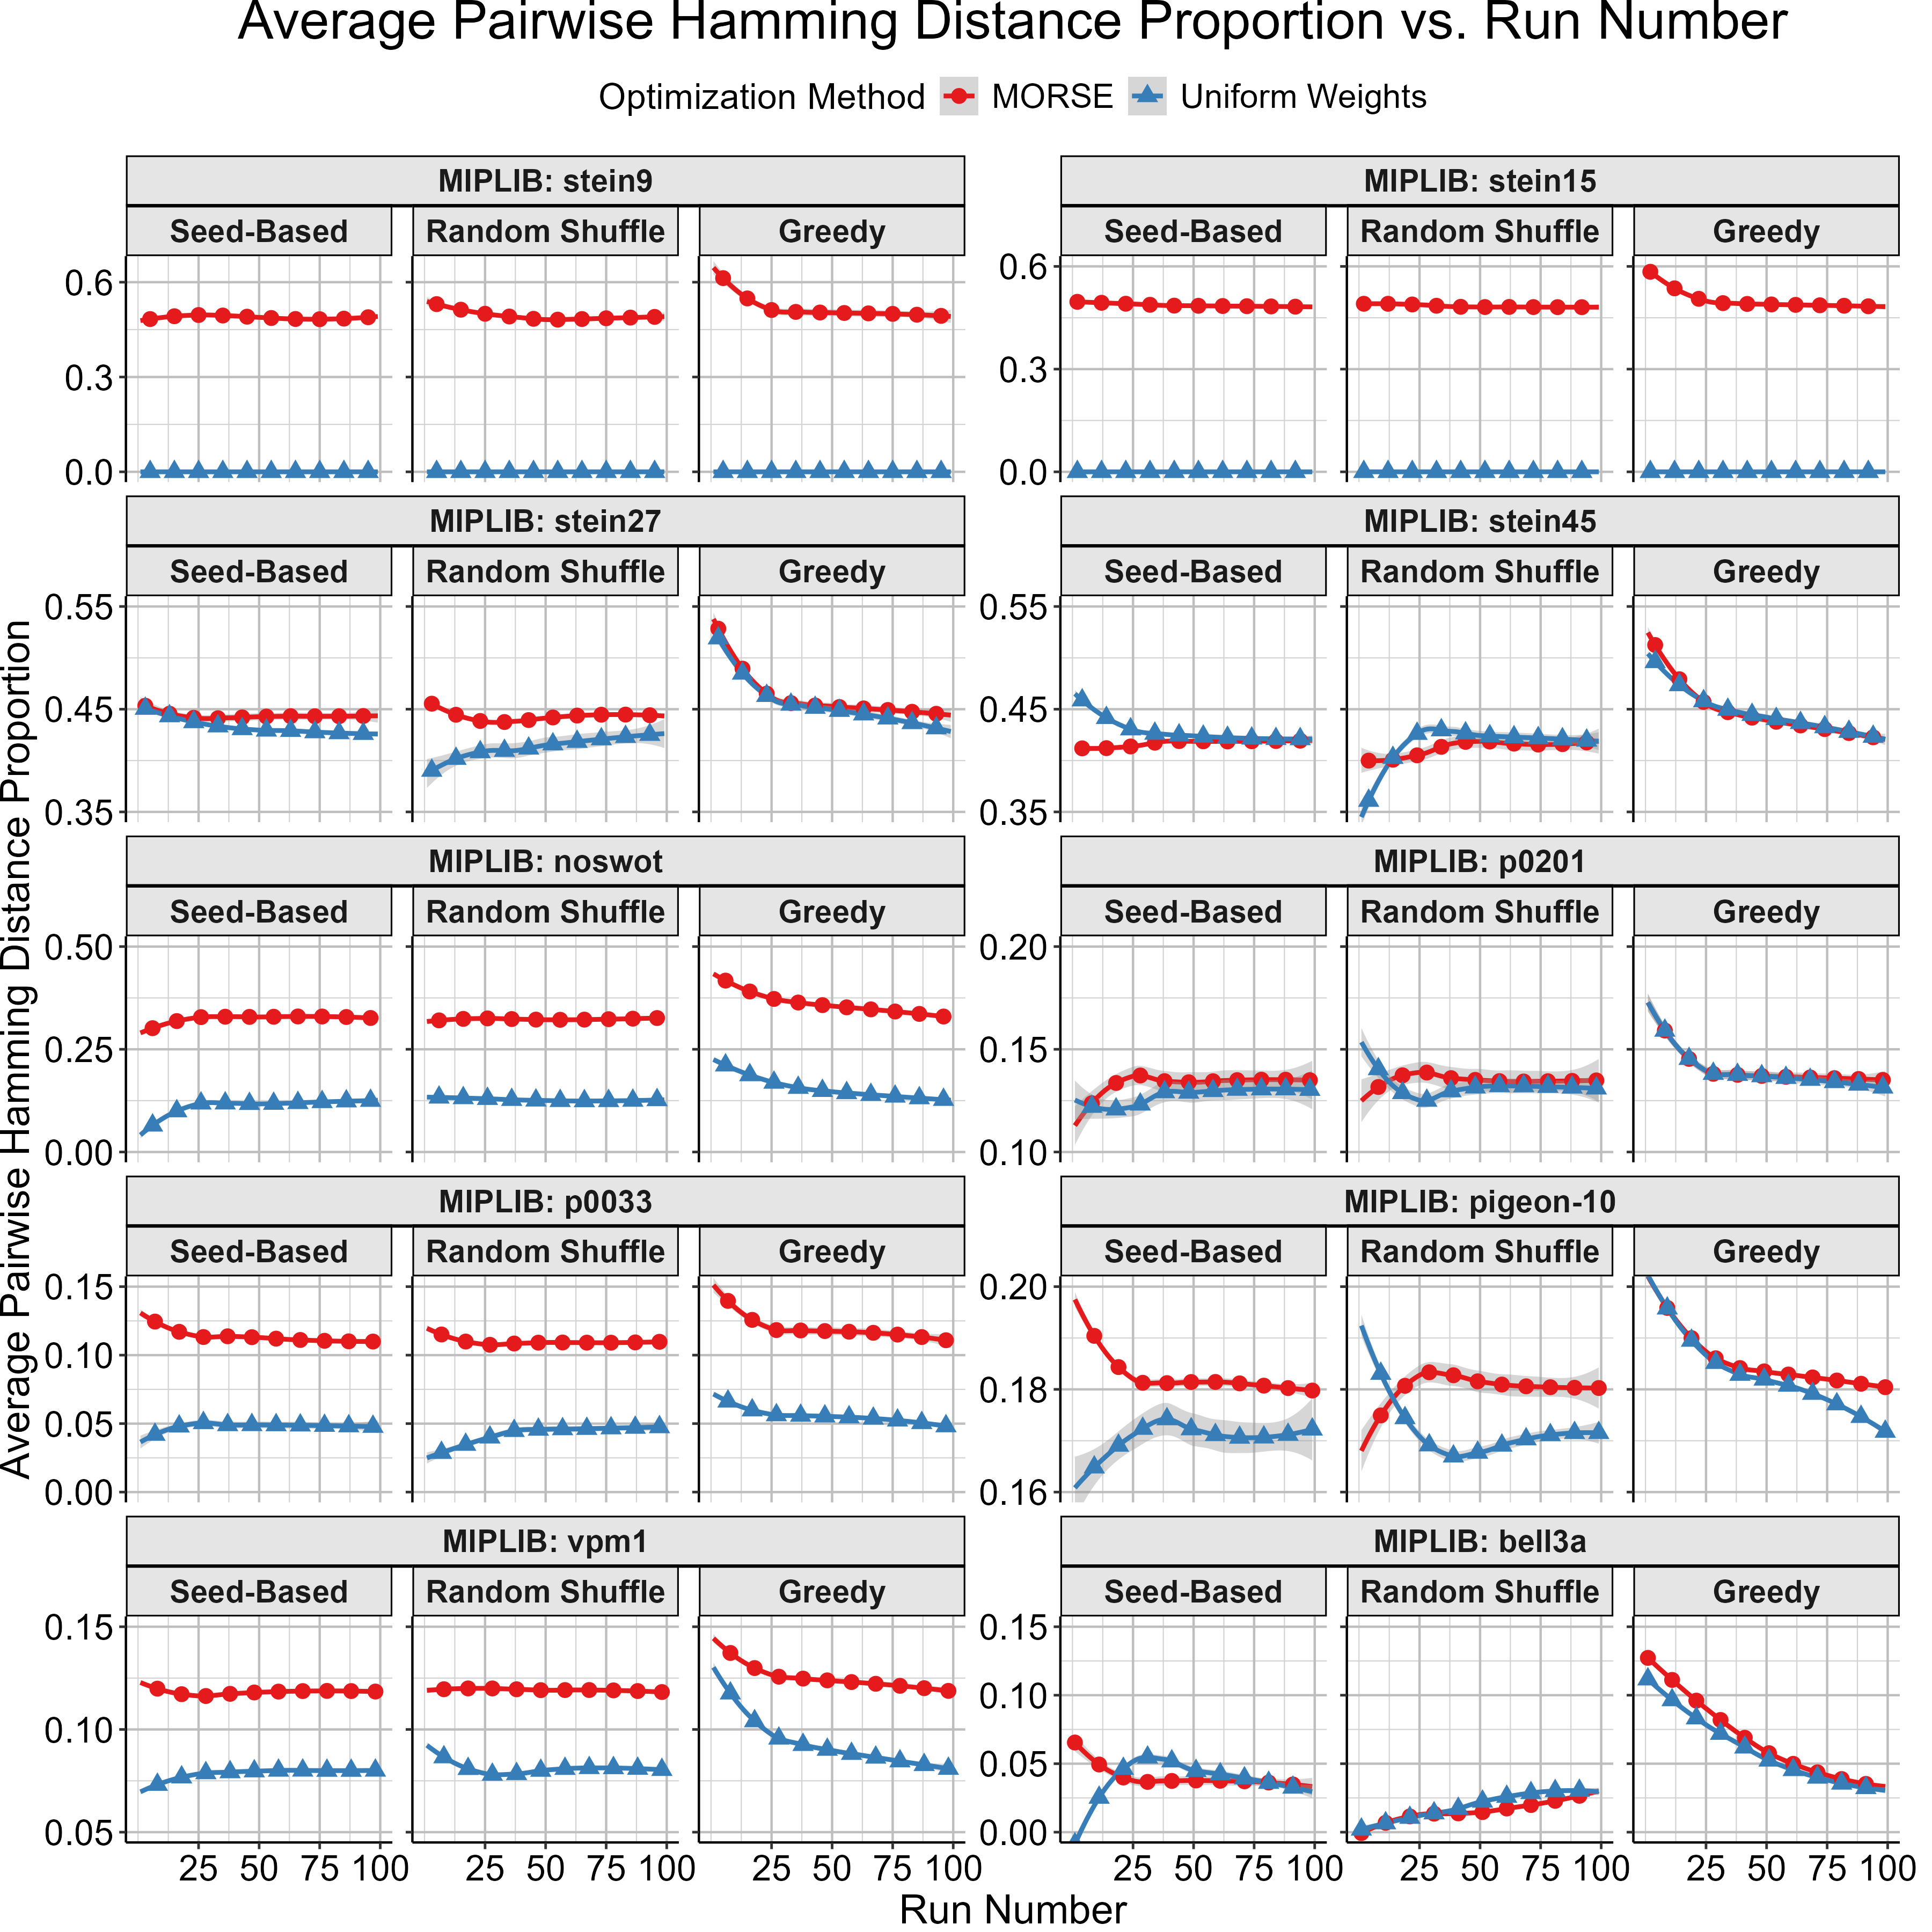 Average Pairwise Hamming Distance Proportion vs. Run Number
Optimization Method MORSE Uniform Weights
Average Pairwise Hamming Distance Proportion
MIPLIB: stein9 MIPLIB: stein15
Seed-Based Random Shuffle Greedy Seed-Based Random Shuffle Greedy
0.6 0.6
0.3 0.3
0.0 0.0
MIPLIB: stein27 MIPLIB: stein45
Seed-Based Random Shuffle Greedy Seed-Based Random Shuffle Greedy
0.55 0.55
0.45 0.45
0.35 0.35
MIPLIB: noswot MIPLIB: p0201
Seed-Based Random Shuffle Greedy Seed-Based Random Shuffle Greedy
0.50 0.20
0.25 0.15
0.00 0.10
MIPLIB: p0033 MIPLIB: pigeon-10
Seed-Based Random Shuffle Greedy Seed-Based Random Shuffle Greedy
0.15 0.20
0.10
0.18
0.05
0.00 0.16
MIPLIB: vpm1 MIPLIB: bell3a
Seed-Based Random Shuffle Greedy Seed-Based Random Shuffle Greedy
0.15 0.15
0.10
0.10
0.05
0.05 0.00
25 50 75 100 25 50 75 100 25 50 75 100 25 50 75 100 25 50 75 100 25 50 75 100
Run Number